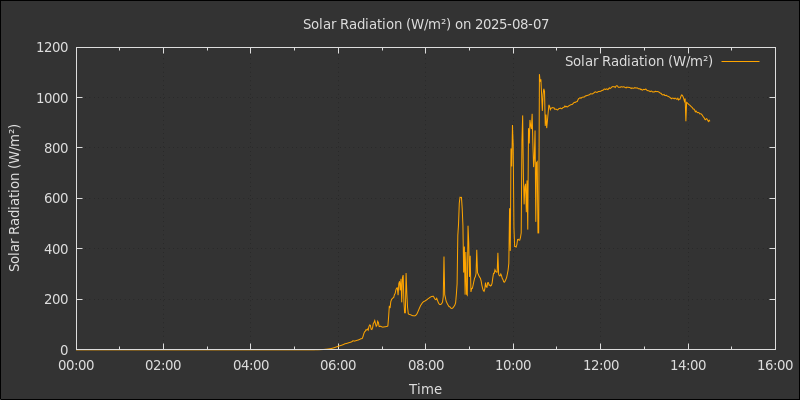 Solar Radiation (W/m²) on 2025-08-07
Solar Radiation (W/m²)
Solar Radiation (W/m²)
1200
1000
800
600
400
200
0
00:00 02:00 04:00 06:00 08:00 10:00 12:00 14:00 16:00
Time